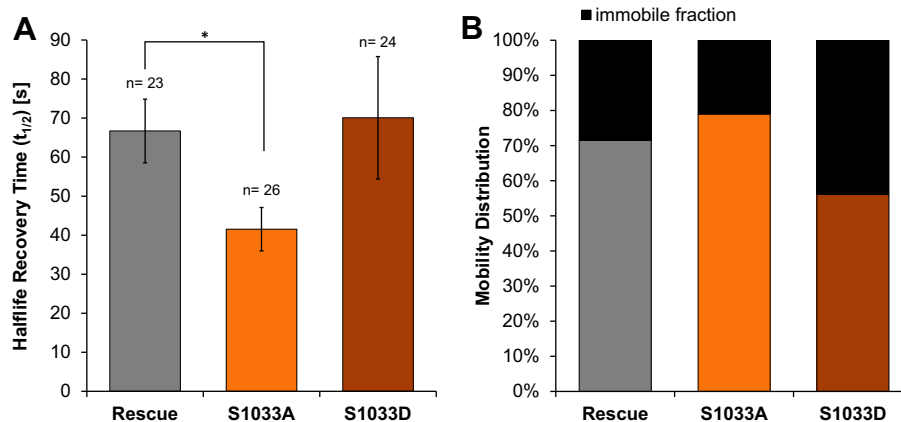 A
Halflife Recovery Time (t1/2) [s]
90
80
70
60
50
40
30
20
10
0
*
n= 23
n= 26
n= 24
Rescue S1033A S1033D
B
■ immobile fraction
Mobility Distribution
100%
90%
80%
70%
60%
50%
40%
30%
20%
10%
0%
Rescue S1033A S1033D